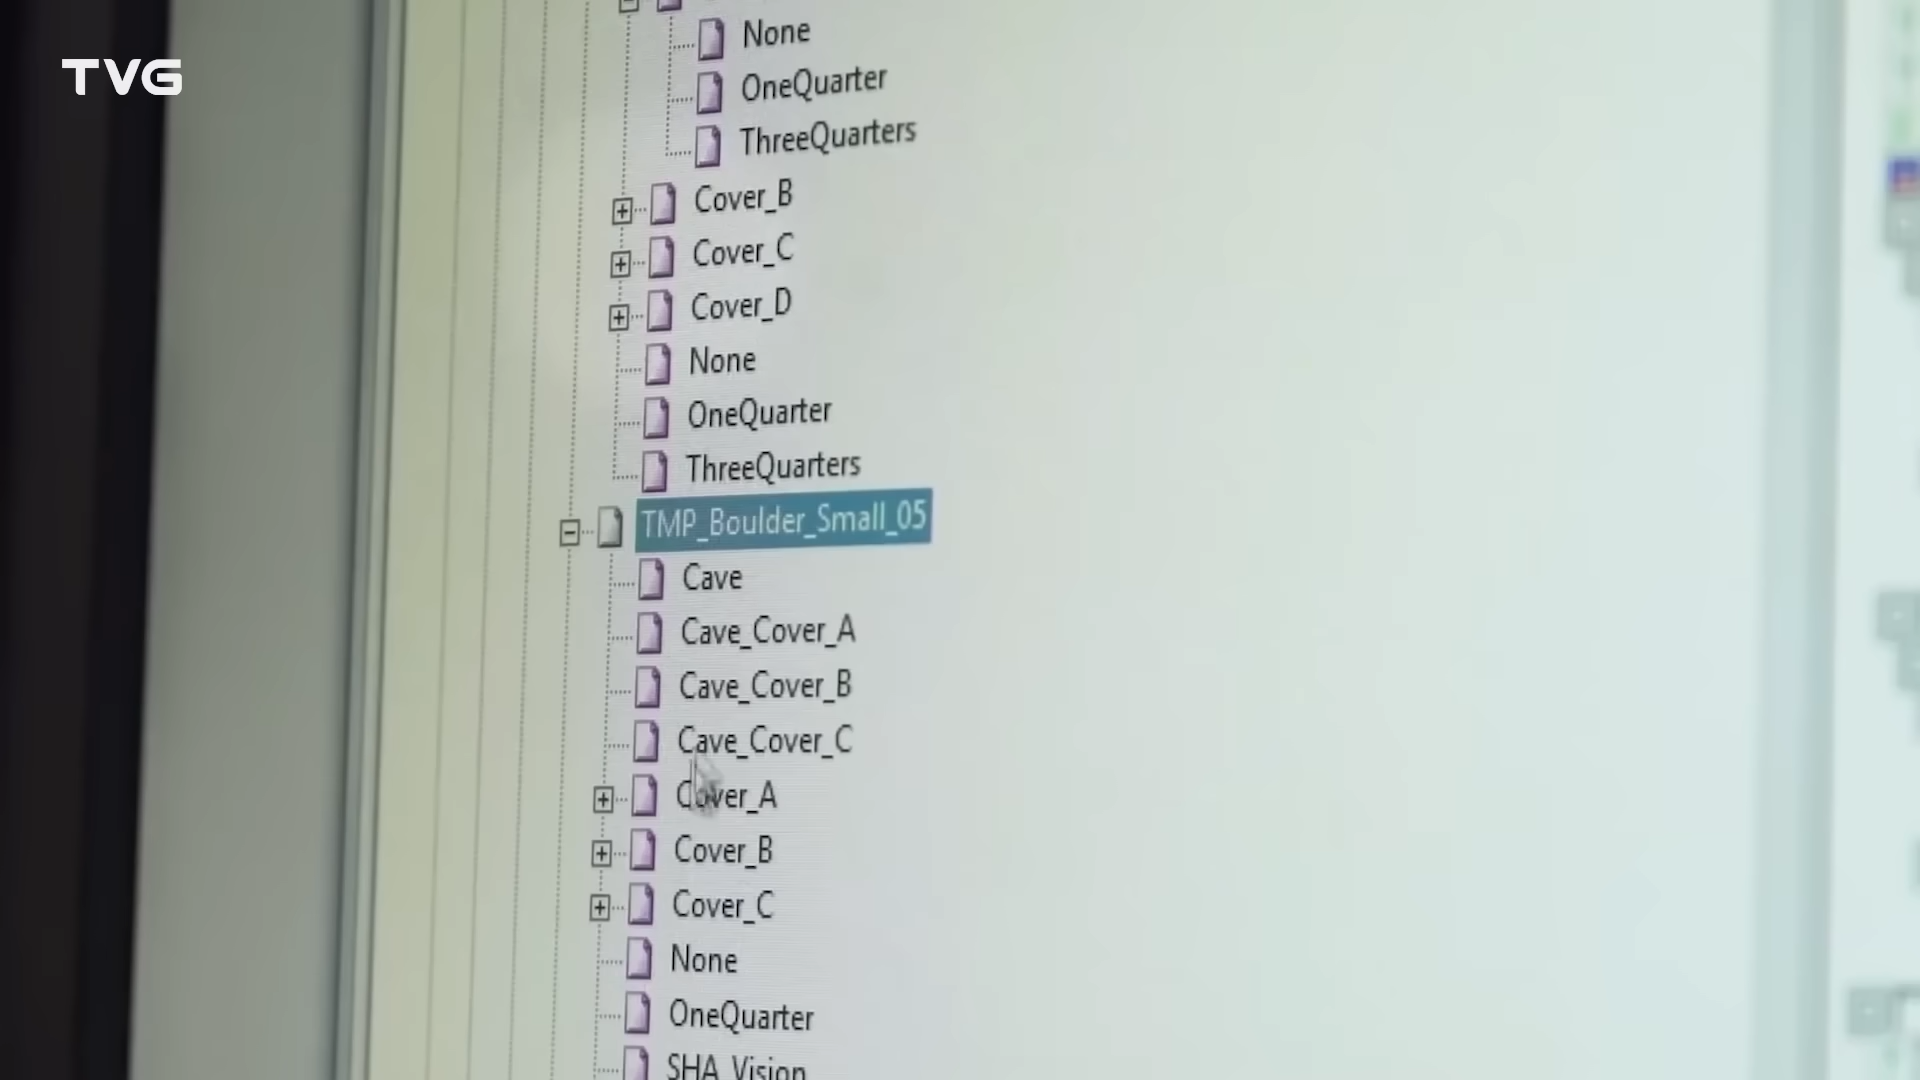 TVG
None
OneQuarter
ThreeQuarters
Cover_B
Cover_C
Cover_D
None
OneQuarter
ThreeQuarters
TMP_Boulder_Small_05
Cave
Cave_Cover_A
Cave_Cover_B
Cave_Cover_C
Cover_A
Cover_B
Cover_C
None
OneQuarter
SHA_Vision